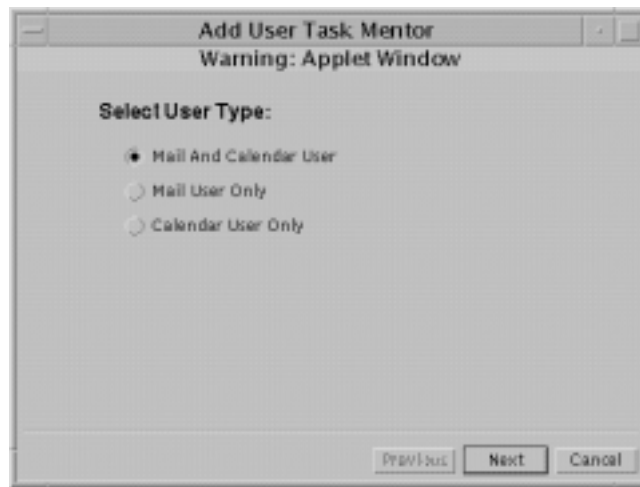 Add User Task Mentor
Warning: Applet Window
Select User Type:
Mail And Calendar User
Mail User Only
Calendar User Only
Previous Next Cancel